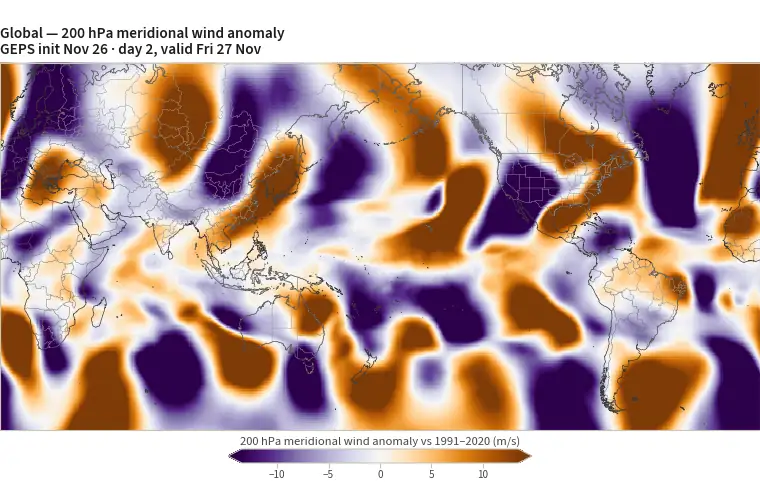 Global — 200 hPa meridional wind anomaly
GEPS init Nov 26 · day 2, valid Fri 27 Nov
200 hPa meridional wind anomaly vs 1991–2020 (m/s)
−10 −5 0 5 10